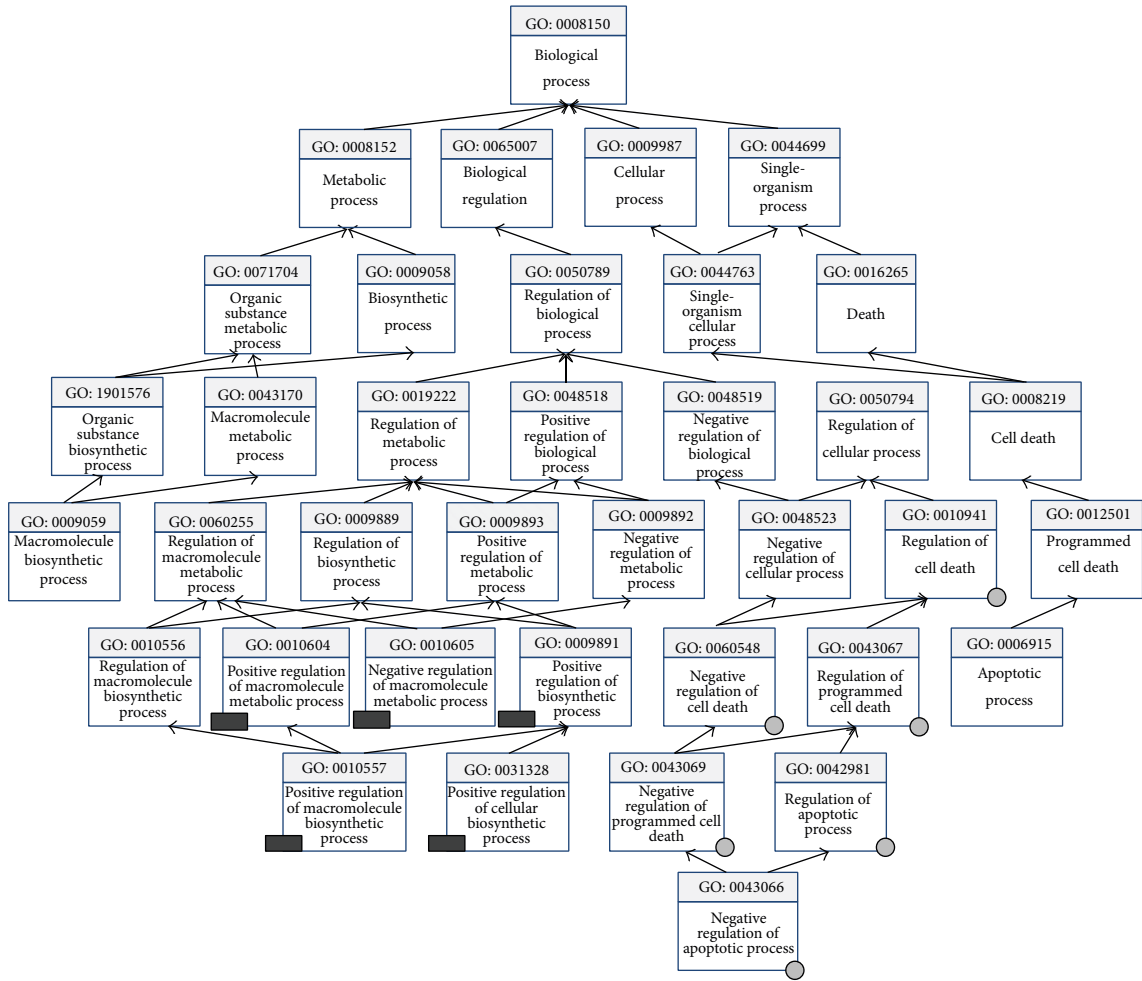 GO: 0008150
Biological
process
GO: 0008152
Metabolic
process
GO: 0065007
Biological
regulation
GO: 0009987
Cellular
process
GO: 0044699
Single-
organism
process
GO: 0071704
Organic
substance
metabolic
process
GO: 0009058
Biosynthetic
process
GO: 0050789
Regulation of
biological
process
GO: 0044763
Single-
organism
cellular
process
GO: 0016265
Death
GO: 1901576
Organic
substance
biosynthetic
process
GO: 0043170
Macromolecule
metabolic
process
GO: 0019222
Regulation of
metabolic
process
GO: 0048518
Positive
regulation of
biological
process
GO: 0048519
Negative
regulation of
biological
process
GO: 0050794
Regulation of
cellular process
GO: 0008219
Cell death
GO: 0009059
Macromolecule
biosynthetic
process
GO: 0060255
Regulation of
macromolecule
metabolic
process
GO: 0009889
Regulation of
biosynthetic
process
GO: 0009893
Positive
regulation of
metabolic
process
GO: 0009892
Negative
regulation of
metabolic
process
GO: 0048523
Negative
regulation of
cellular process
GO: 0010941
Regulation of
cell death
GO: 0012501
Programmed
cell death
GO: 0010556
Regulation of
macromolecule
biosynthetic
process
GO: 0010604
Positive regulation
of macromolecule
metabolic process
GO: 0010605
Negative regulation
of macromolecule
metabolic process
GO: 0009891
Positive
regulation of
biosynthetic
process
GO: 0060548
Negative
regulation of
cell death
GO: 0043067
Regulation of
programmed
cell death
GO: 0006915
Apoptotic
process
GO: 0010557
Positive regulation
of macromolecule
biosynthetic
process
GO: 0031328
Positive regulation
of cellular
biosynthetic
process
GO: 0043069
Negative
regulation of
programmed cell
death
GO: 0042981
Regulation of
apoptotic
process
GO: 0043066
Negative
regulation of
apoptotic process